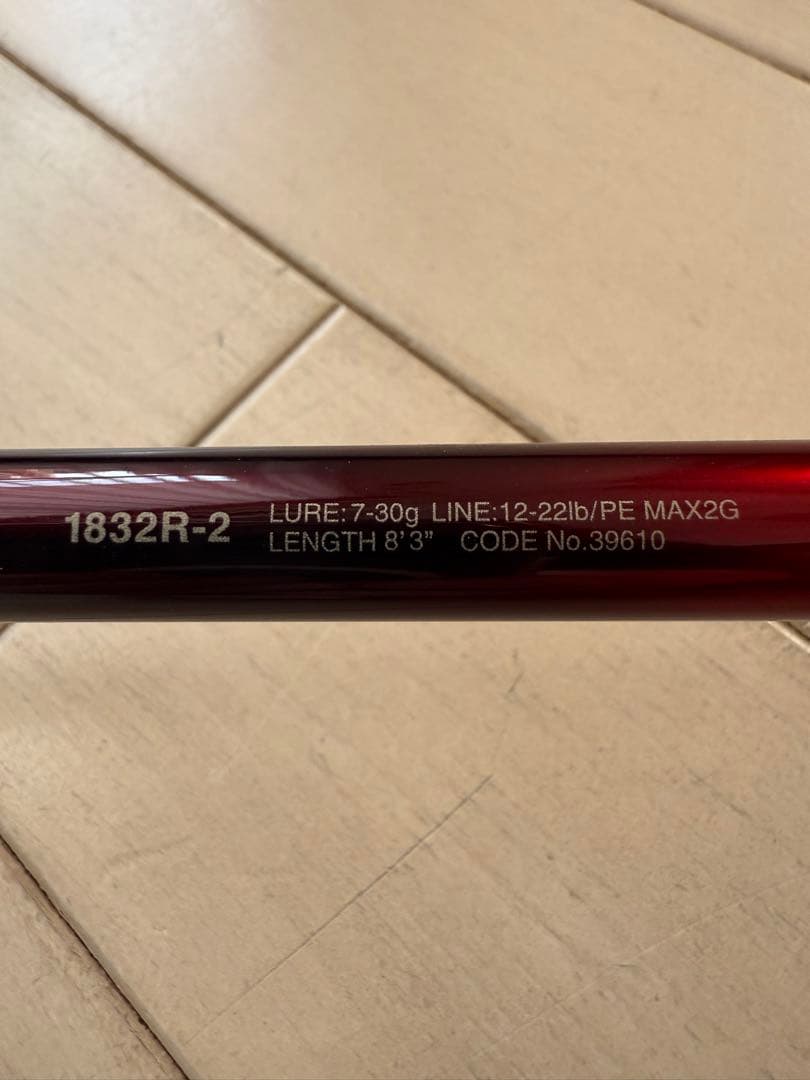 1832R-2
LURE:7-30g LINE:12-22lb/PE MAX2G
LENGTH 8'3" CODE No.39610